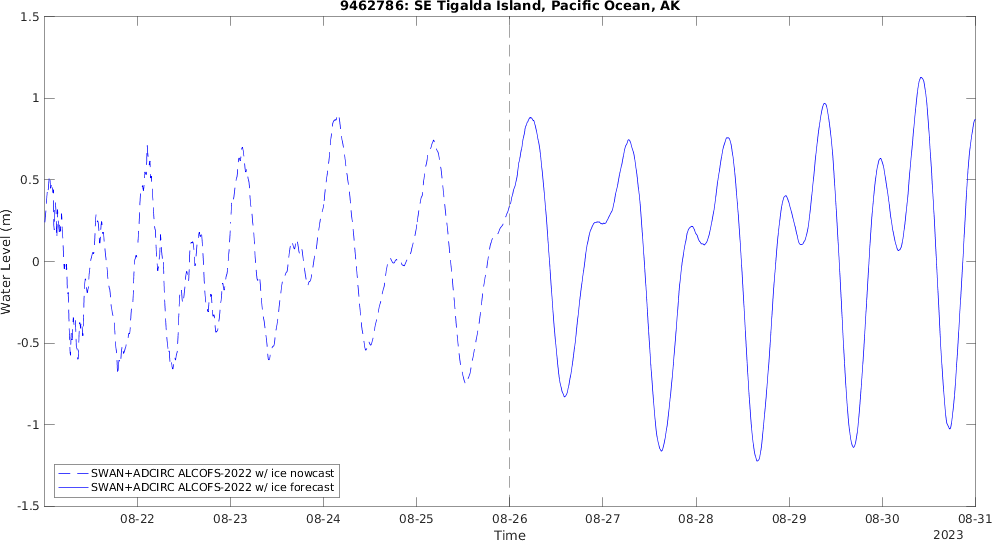 9462786: SE Tigalda Island, Pacific Ocean, AK
1.5
1
0.5
0
-0.5
-1
-1.5
Water Level (m)
SWAN+ADCIRC ALCOFS-2022 w/ ice nowcast
SWAN+ADCIRC ALCOFS-2022 w/ ice forecast
08-22 08-23 08-24 08-25 08-26 08-27 08-28 08-29 08-30 08-31
Time
2023